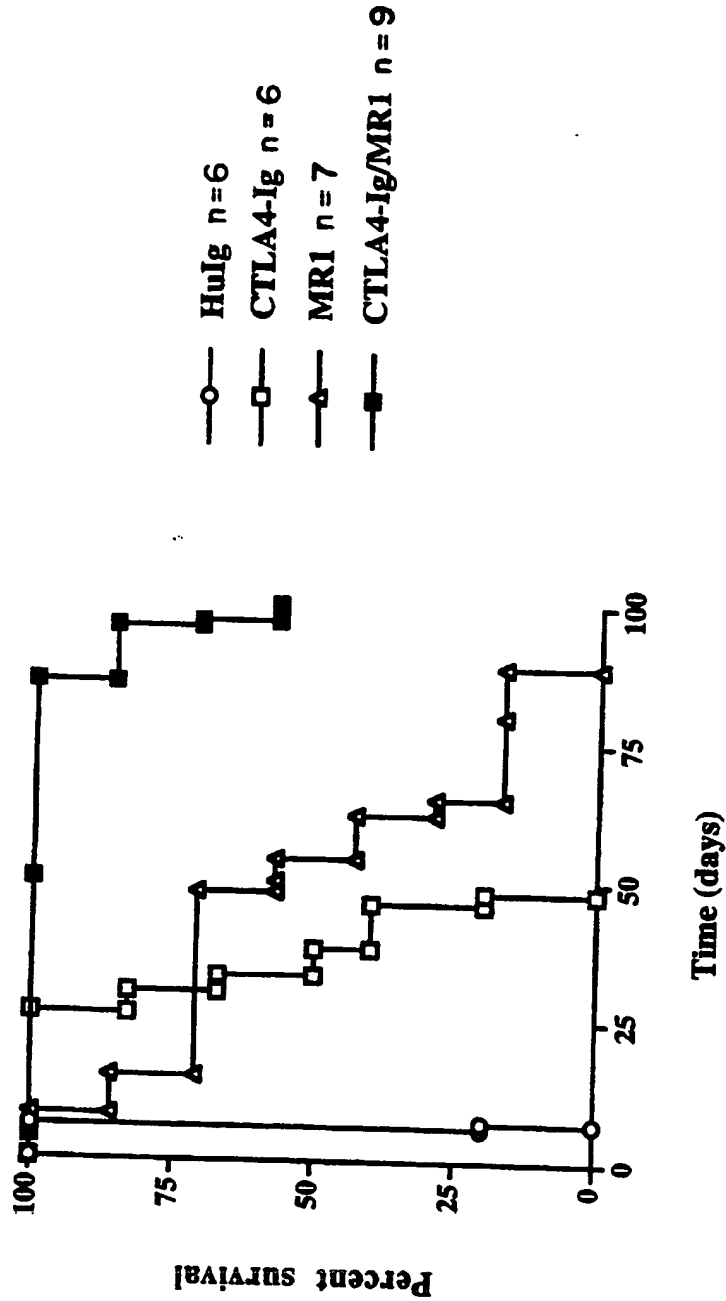 Percent survival
100
75
50
25
0
0
25
50
75
100
Time (days)
HuIg n=6
CTLA4-Ig n=6
MR1 n=7
CTLA4-Ig/MR1 n=9